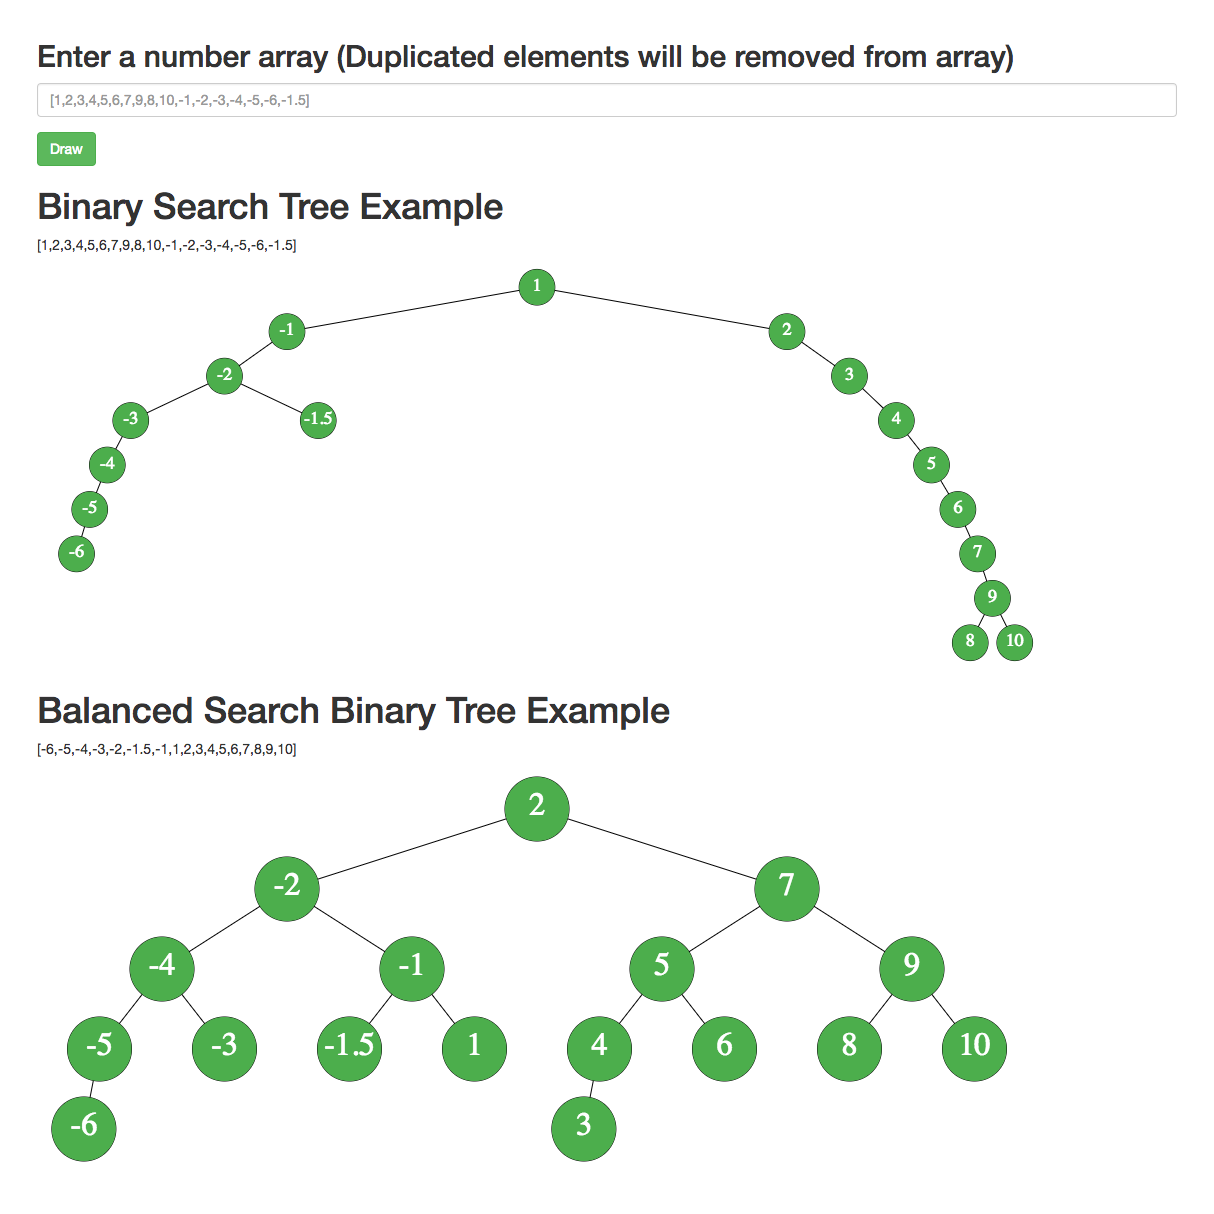 Enter a number array (Duplicated elements will be removed from array)
[1,2,3,4,5,6,7,9,8,10,-1,-2,-3,-4,-5,-6,-1.5]
Draw
Binary Search Tree Example
[1,2,3,4,5,6,7,9,8,10,-1,-2,-3,-4,-5,-6,-1.5]
1
-1 2
-2 3
-3 -1.5 4
-4 5
-5 6
-6 7
9
8 10
Balanced Search Binary Tree Example
[-6,-5,-4,-3,-2,-1.5,-1,1,2,3,4,5,6,7,8,9,10]
2
-2 7
-4 -1 5 9
-5 -3 -1.5 1 4 6 8 10
-6 3